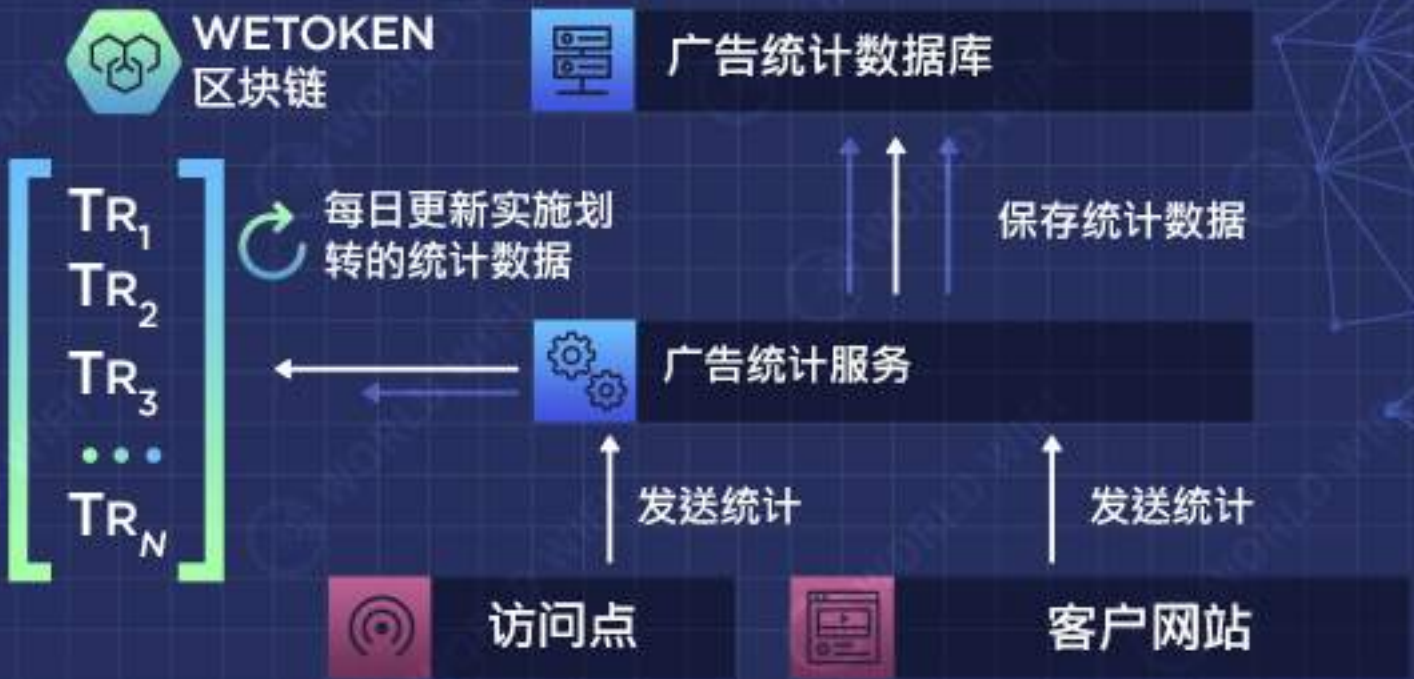 WETOKEN
区块链
广告统计数据库
TR1
TR2
TR3
...
TRN
每日更新实施划
转的统计数据
保存统计数据
广告统计服务
发送统计
发送统计
访问点
客户网站
WORLD WIFI